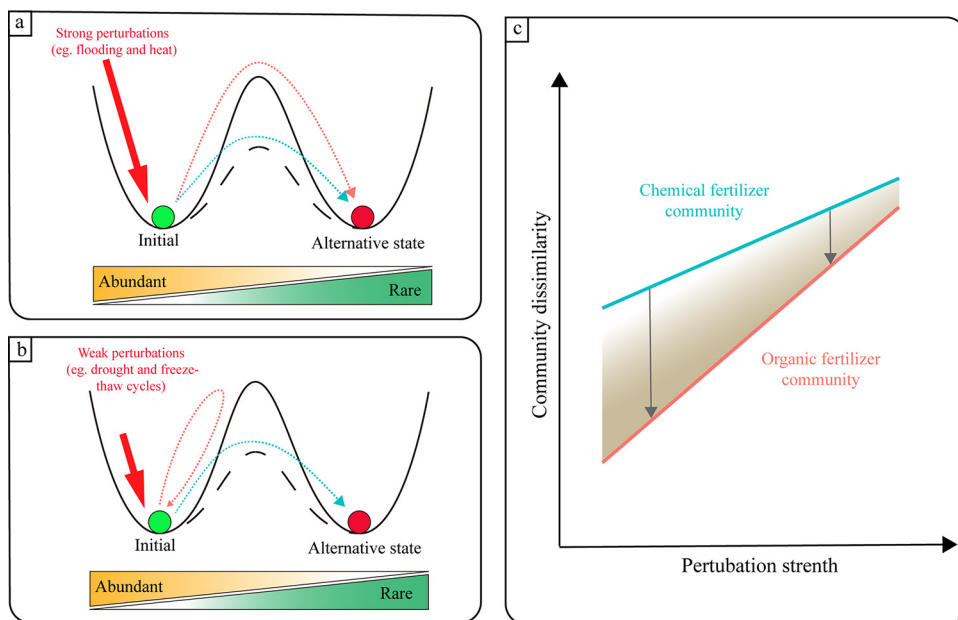 a
Strong perturbations
(eg. flooding and heat)
Initial
Alternative state
Abundant
Rare
b
Weak perturbations
(eg. drought and freeze-
thaw cycles)
Initial
Alternative state
Abundant
Rare
c
Community dissimilarity
Chemical fertilizer
community
Organic fertilizer
community
Pertubation strenth